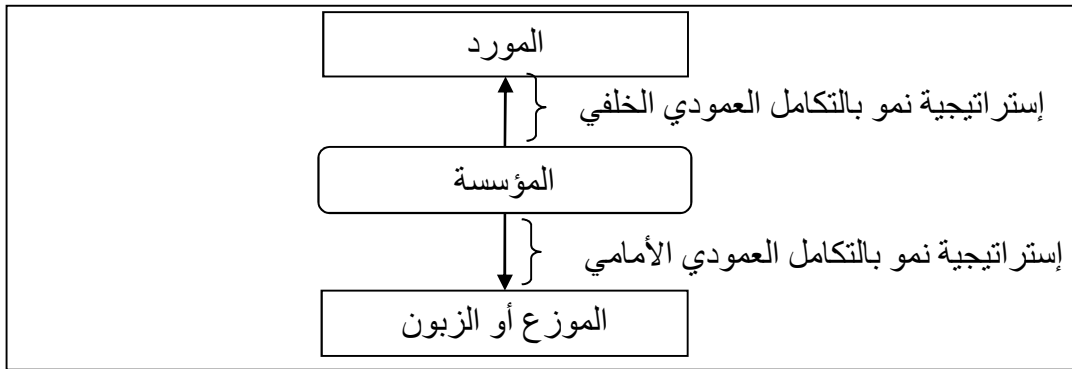 المورد
إستراتيجية نمو بالتكامل العمودي الخلفي
المؤسسة
إستراتيجية نمو بالتكامل العمودي الأمامي
الموزع أو الزبون